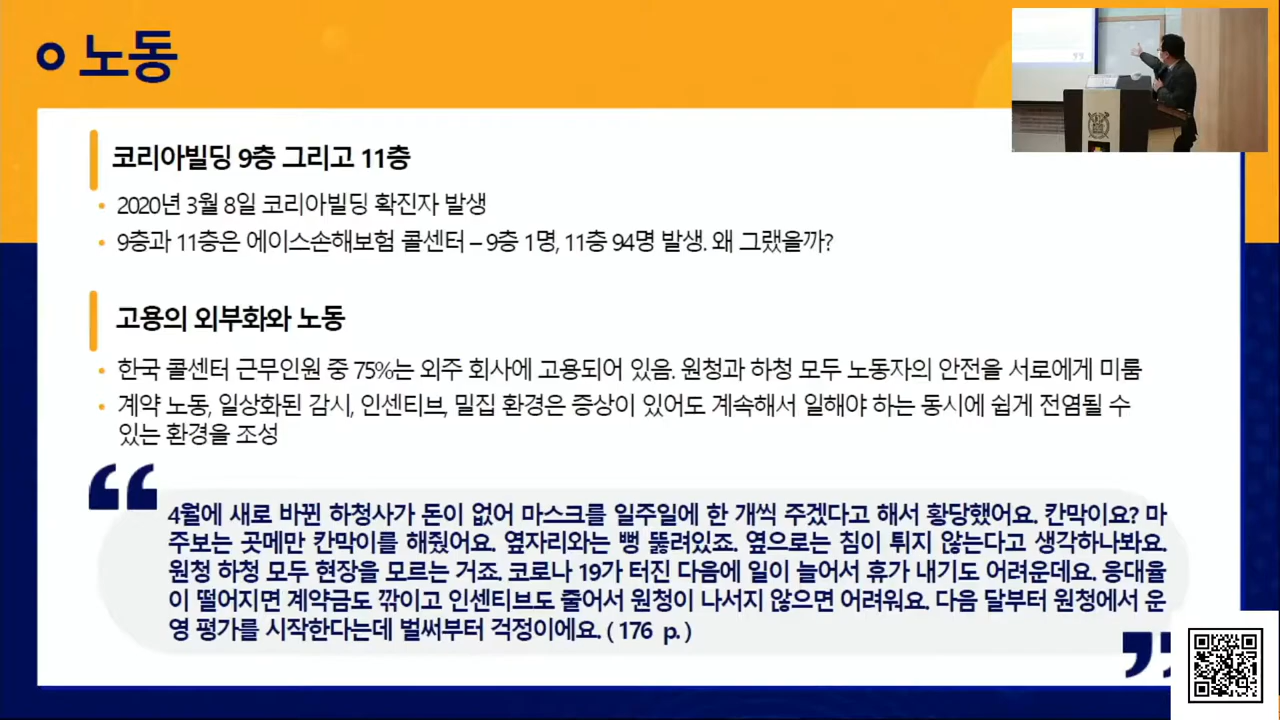 노동
코리아빌딩 9층 그리고 11층
• 2020년 3월 8일 코리아빌딩 확진자 발생
• 9층과 11층은 에이스손해보험 콜센터 – 9층 1명, 11층 94명 발생. 왜 그랬을까?
고용의 외부화와 노동
• 한국 콜센터 근무인원 중 75%는 외주 회사에 고용되어 있음. 원청과 하청 모두 노동자의 안전을 서로에게 미룸
• 계약 노동, 일상화된 감시, 인센티브, 밀집 환경은 증상이 있어도 계속해서 일해야 하는 동시에 쉽게 전염될 수
있는 환경을 조성
“
4월에 새로 바뀐 하청사가 돈이 없어 마스크를 일주일에 한 개씩 주겠다고 해서 황당했어요. 칸막이요? 마
주보는 곳에만 칸막이를 해줬어요. 옆자리와는 뻥 뚫려있죠. 옆으로는 침이 튀지 않는다고 생각하나봐요.
원청 하청 모두 현장을 모르는 거죠. 코로나 19가 터진 다음에 일이 늘어서 휴가 내기도 어려운데요. 응대율
이 떨어지면 계약금도 깎이고 인센티브도 줄어서 원청이 나서지 않으면 어려워요. 다음 달부터 원청에서 운
영 평가를 시작한다는데 벌써부터 걱정이에요. ( 176 p. )
”